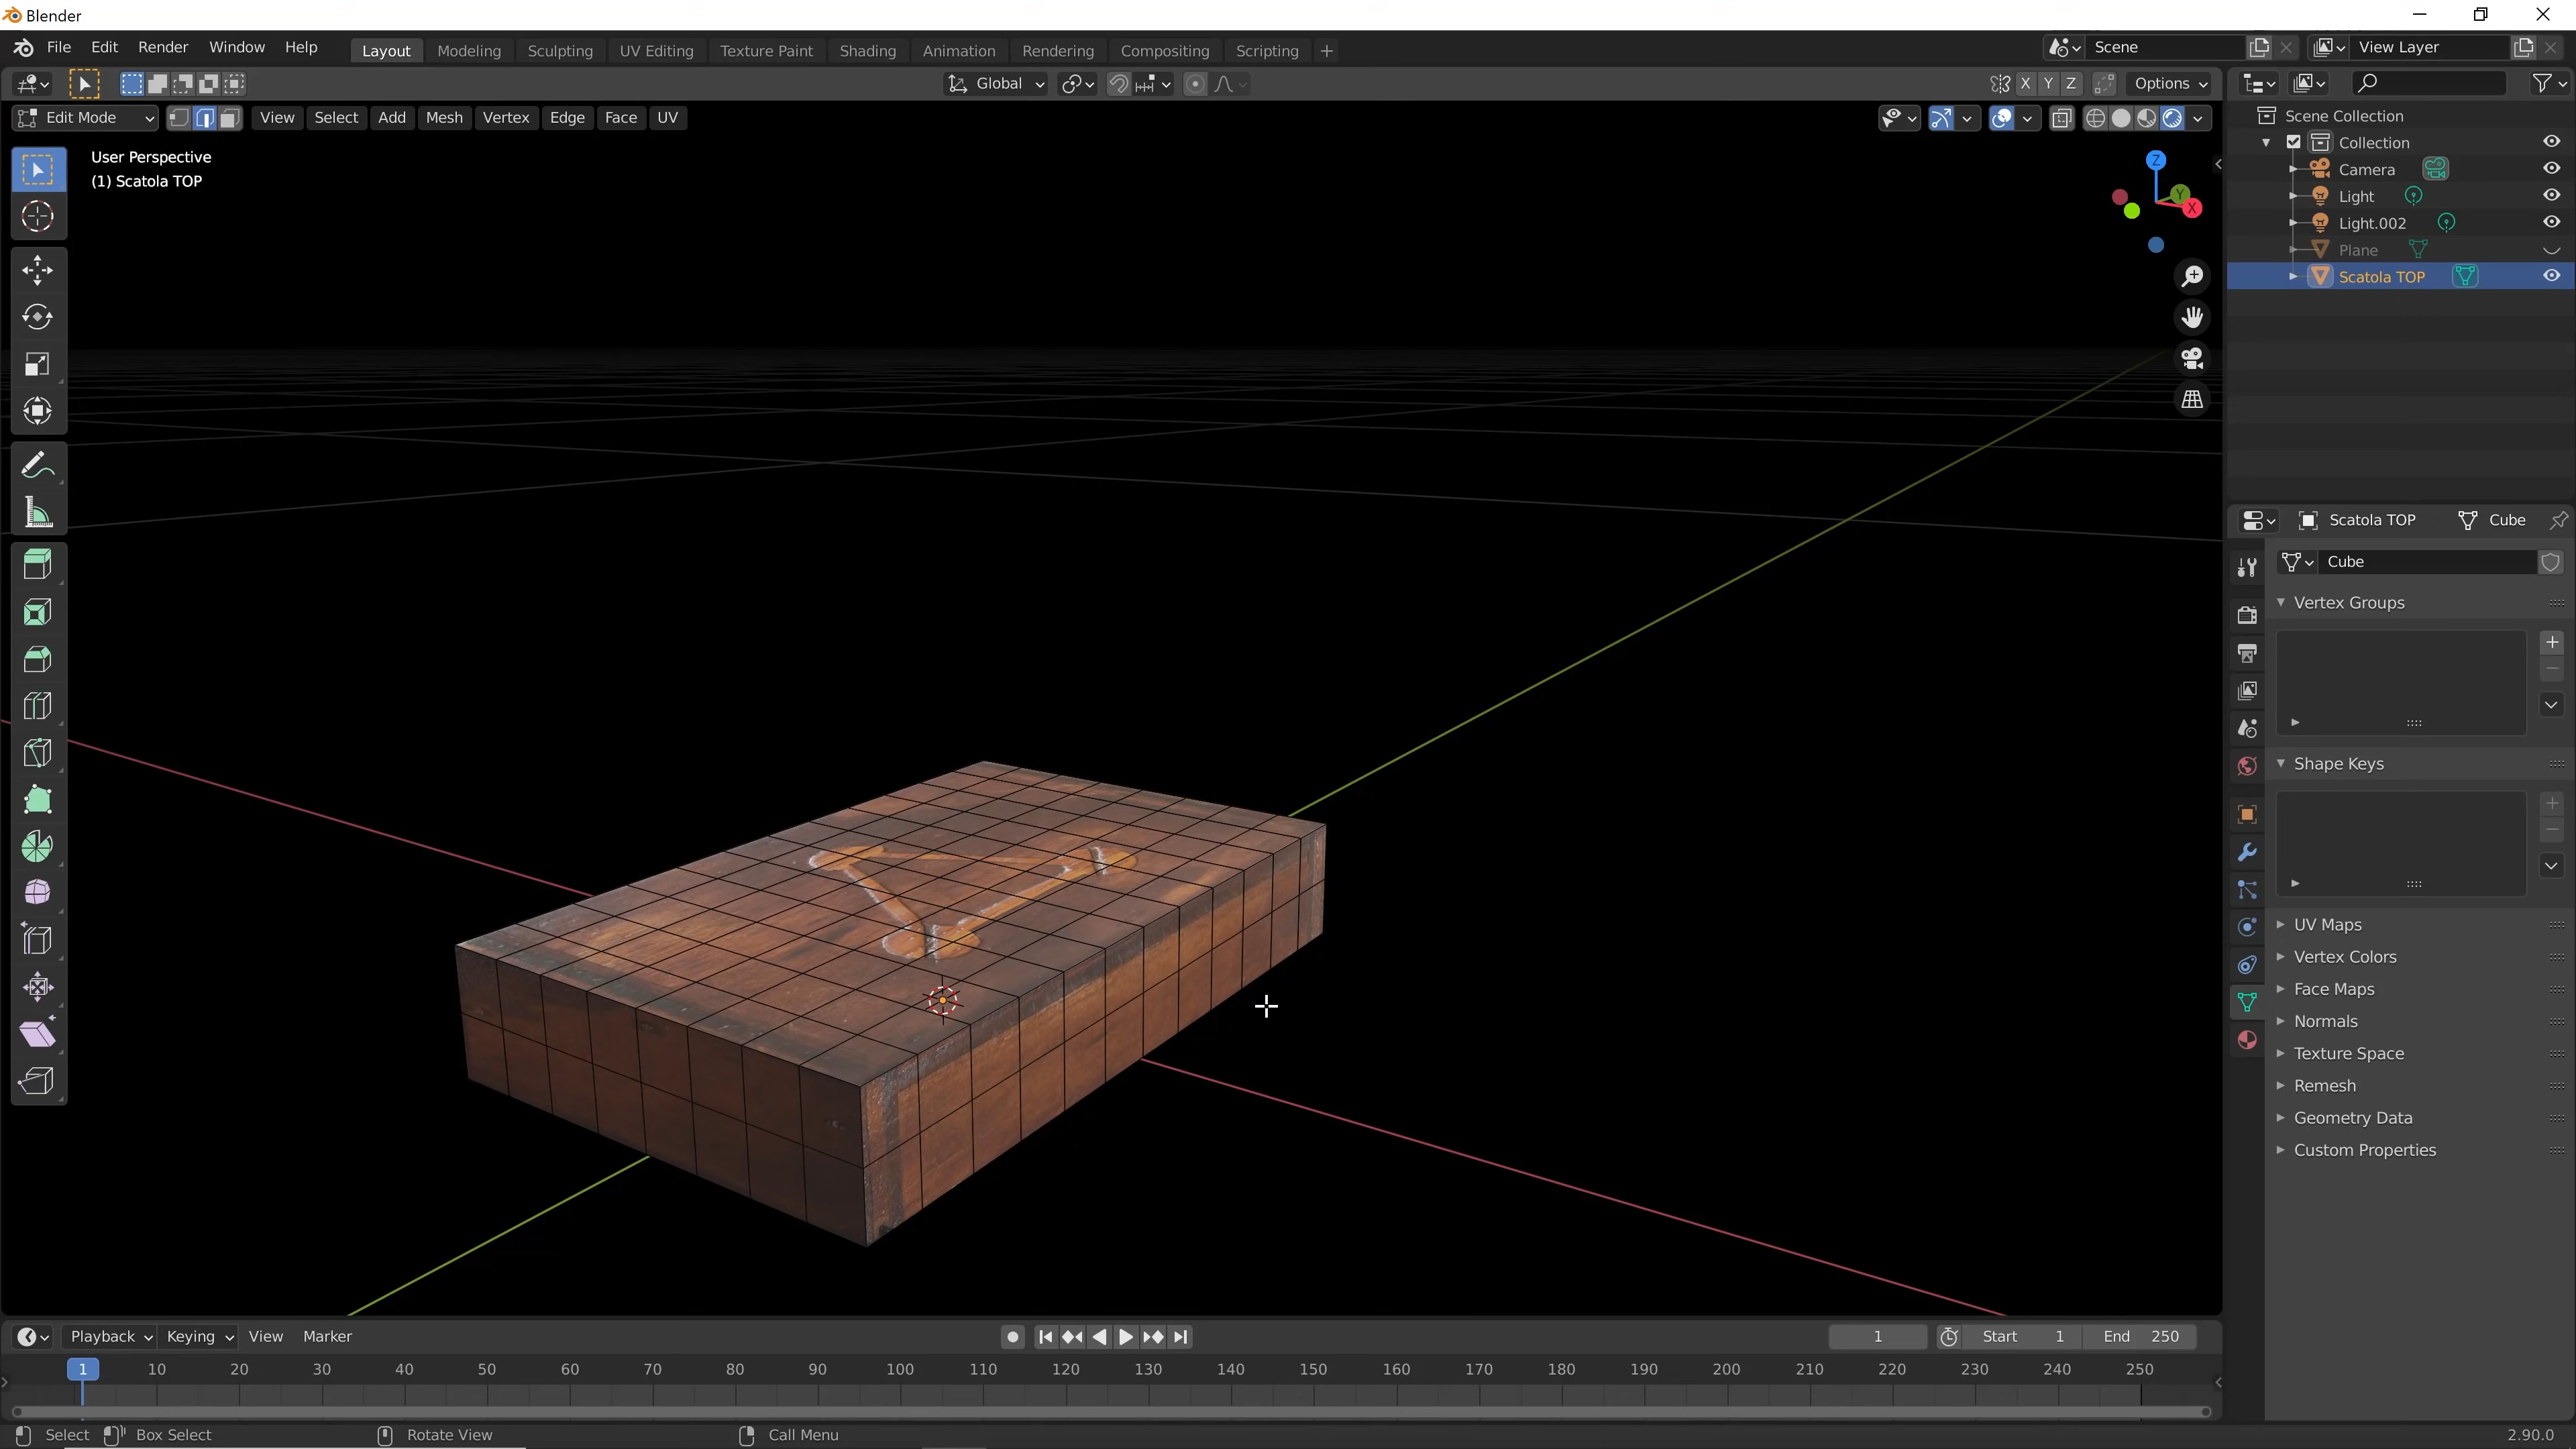 Blender
File Edit Render Window Help Layout Modeling Sculpting UV Editing Texture Paint Shading Animation Rendering Compositing Scripting + Scene View Layer
Global X Y Z Options
Edit Mode View Select Add Mesh Vertex Edge Face UV
User Perspective
(1) Scatola TOP
Z
Y
X
Scene Collection
Collection
Camera
Light
Light.002
Plane
Scatola TOP
Scatola TOP Cube
Cube
Vertex Groups
Shape Keys
UV Maps
Vertex Colors
Face Maps
Normals
Texture Space
Remesh
Geometry Data
Custom Properties
Playback Keying View Marker 1 Start 1 End 250
1 10 20 30 40 50 60 70 80 90 100 110 120 130 140 150 160 170 180 190 200 210 220 230 240 250
Select Box Select Rotate View Call Menu 2.90.0